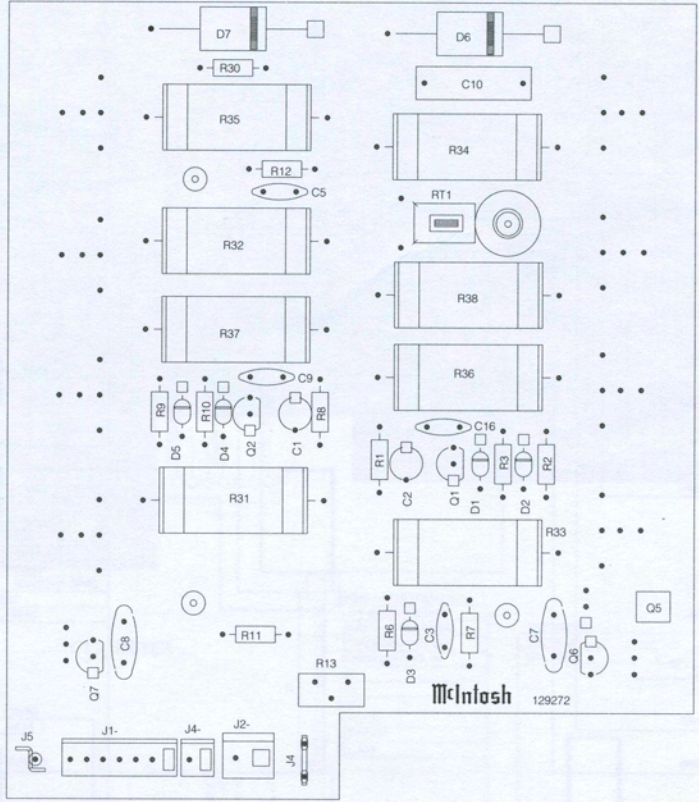 D7
D6
R30
C10
R35
R34
R12
C5
RT1
R32
R38
R37
R36
C9
R9
D5
R10
D4
Q2
C1
R8
C16
R1
C2
Q1
D1
R3
D2
R2
R31
R33
Q5
R6
D3
C3
R7
C7
Q6
C8
Q7
R11
R13
McIntosh
129272
J5
J1-
J4-
J2-
J4